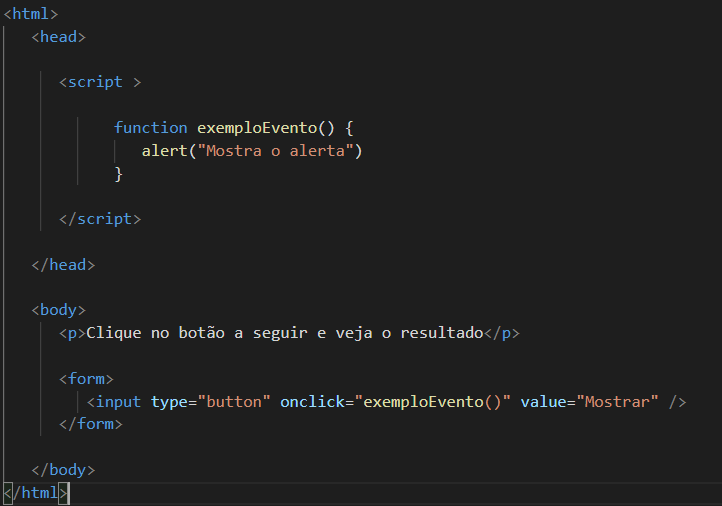 <html>
<head>
<script >
function exemploEvento() {
alert("Mostra o alerta")
}
</script>
</head>
<body>
<p>Clique no botão a seguir e veja o resultado</p>
<form>
<input type="button" onclick="exemploEvento()" value="Mostrar" />
</form>
</body>
</html>